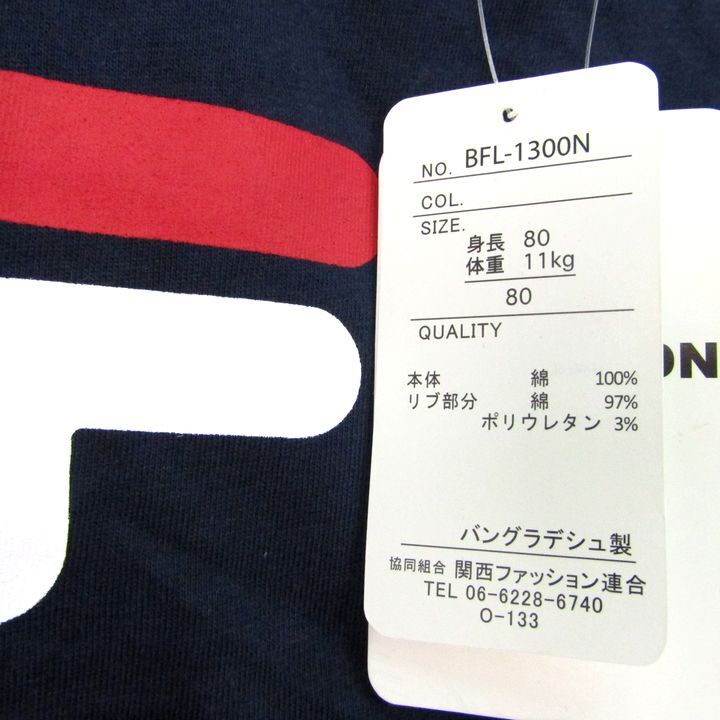 NO. BFL-1300N
COL.
SIZE.
身長 80
体重 11kg
80
QUALITY
本体 綿 100%
リブ部分 綿 97%
ポリウレタン 3%
バングラデシュ製
協同組合 関西ファッション連合
TEL 06-6228-6740
O-133
ON